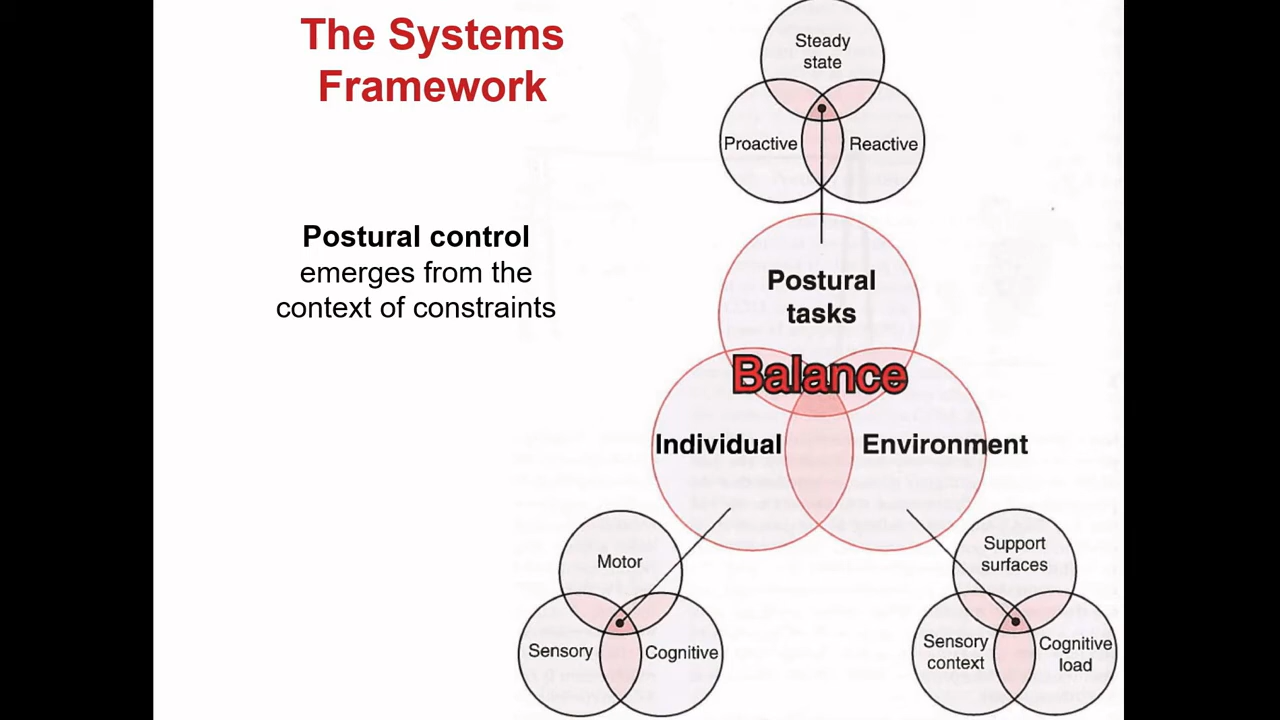 The Systems
Framework
Postural control
emerges from the
context of constraints
Steady
state
Proactive
Reactive
Postural
tasks
Balance
Individual
Environment
Motor
Sensory
Cognitive
Support
surfaces
Sensory
context
Cognitive
load